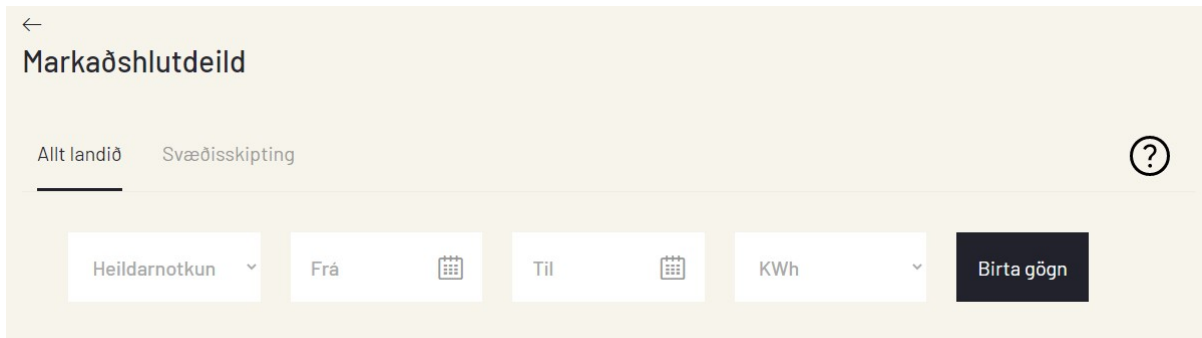 Markaðshlutdeild
Allt landið Svæðisskipting
Heildarnotkun Frá Til KWh Birta gögn